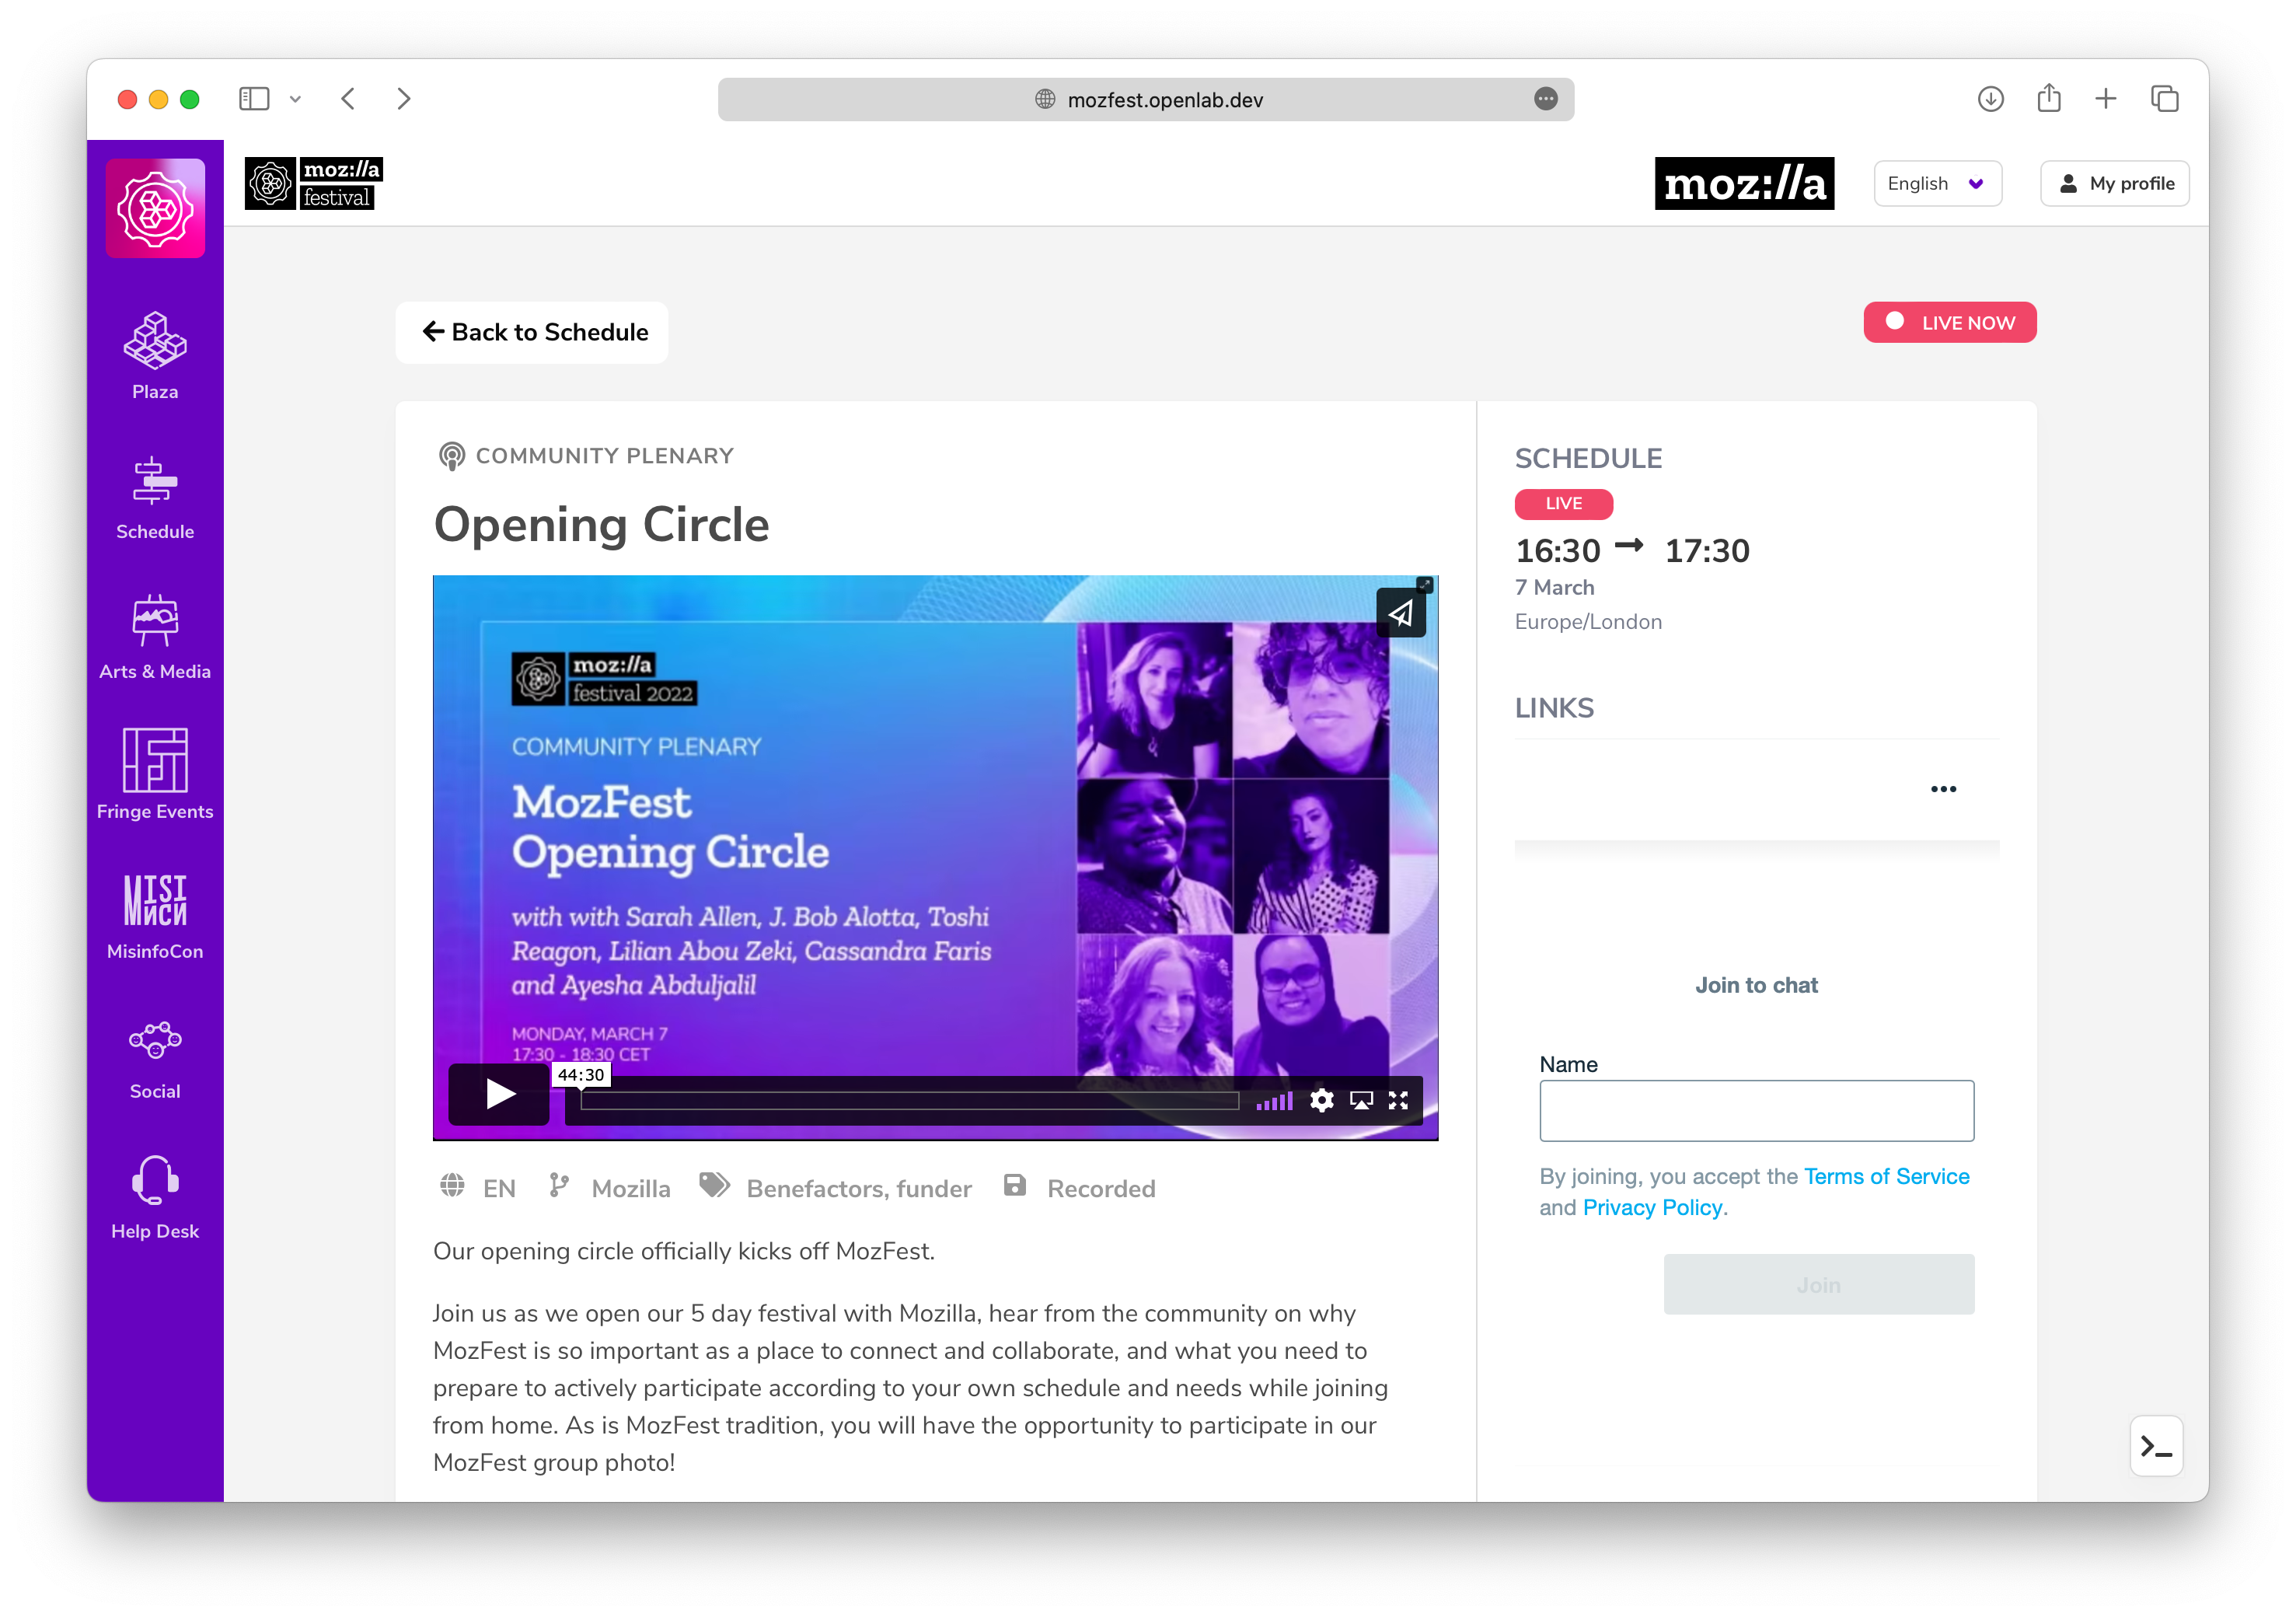 mozfest.openlab.dev
moz://a
festival
moz://a
English
My profile
Plaza
Schedule
Arts & Media
Fringe Events
MISI
МИСИ
MisinfoCon
Social
Help Desk
Back to Schedule
LIVE NOW
COMMUNITY PLENARY
Opening Circle
moz://a
festival 2022
COMMUNITY PLENARY
MozFest
Opening Circle
with with Sarah Allen, J. Bob Alotta, Toshi
Reagon, Lilian Abou Zeki, Cassandra Faris
and Ayesha Abduljalil
MONDAY, MARCH 7
17:30 - 18:30 CET
44:30
EN Mozilla Benefactors, funder Recorded
Our opening circle officially kicks off MozFest.
Join us as we open our 5 day festival with Mozilla, hear from the community on why
MozFest is so important as a place to connect and collaborate, and what you need to
prepare to actively participate according to your own schedule and needs while joining
from home. As is MozFest tradition, you will have the opportunity to participate in our
MozFest group photo!
SCHEDULE
LIVE
16:30 → 17:30
7 March
Europe/London
LINKS
Join to chat
Name
By joining, you accept the Terms of Service
and Privacy Policy.
Join